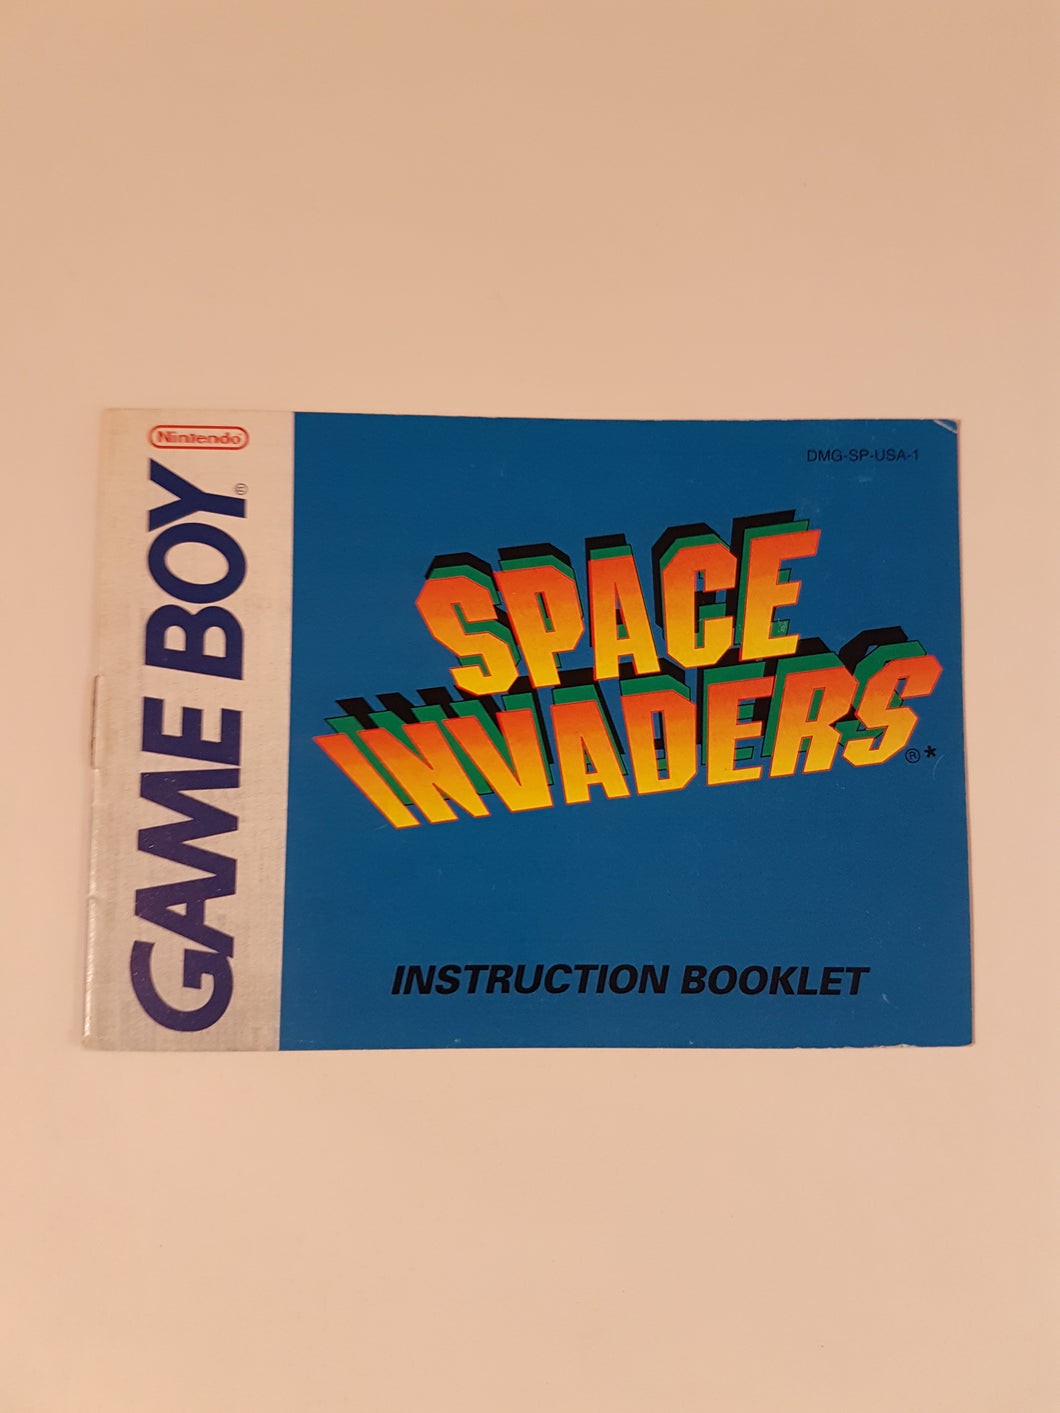 Nintendo®
GAME BOY®
DMG-SP-USA-1
SPACE
INVADERS®*
INSTRUCTION BOOKLET